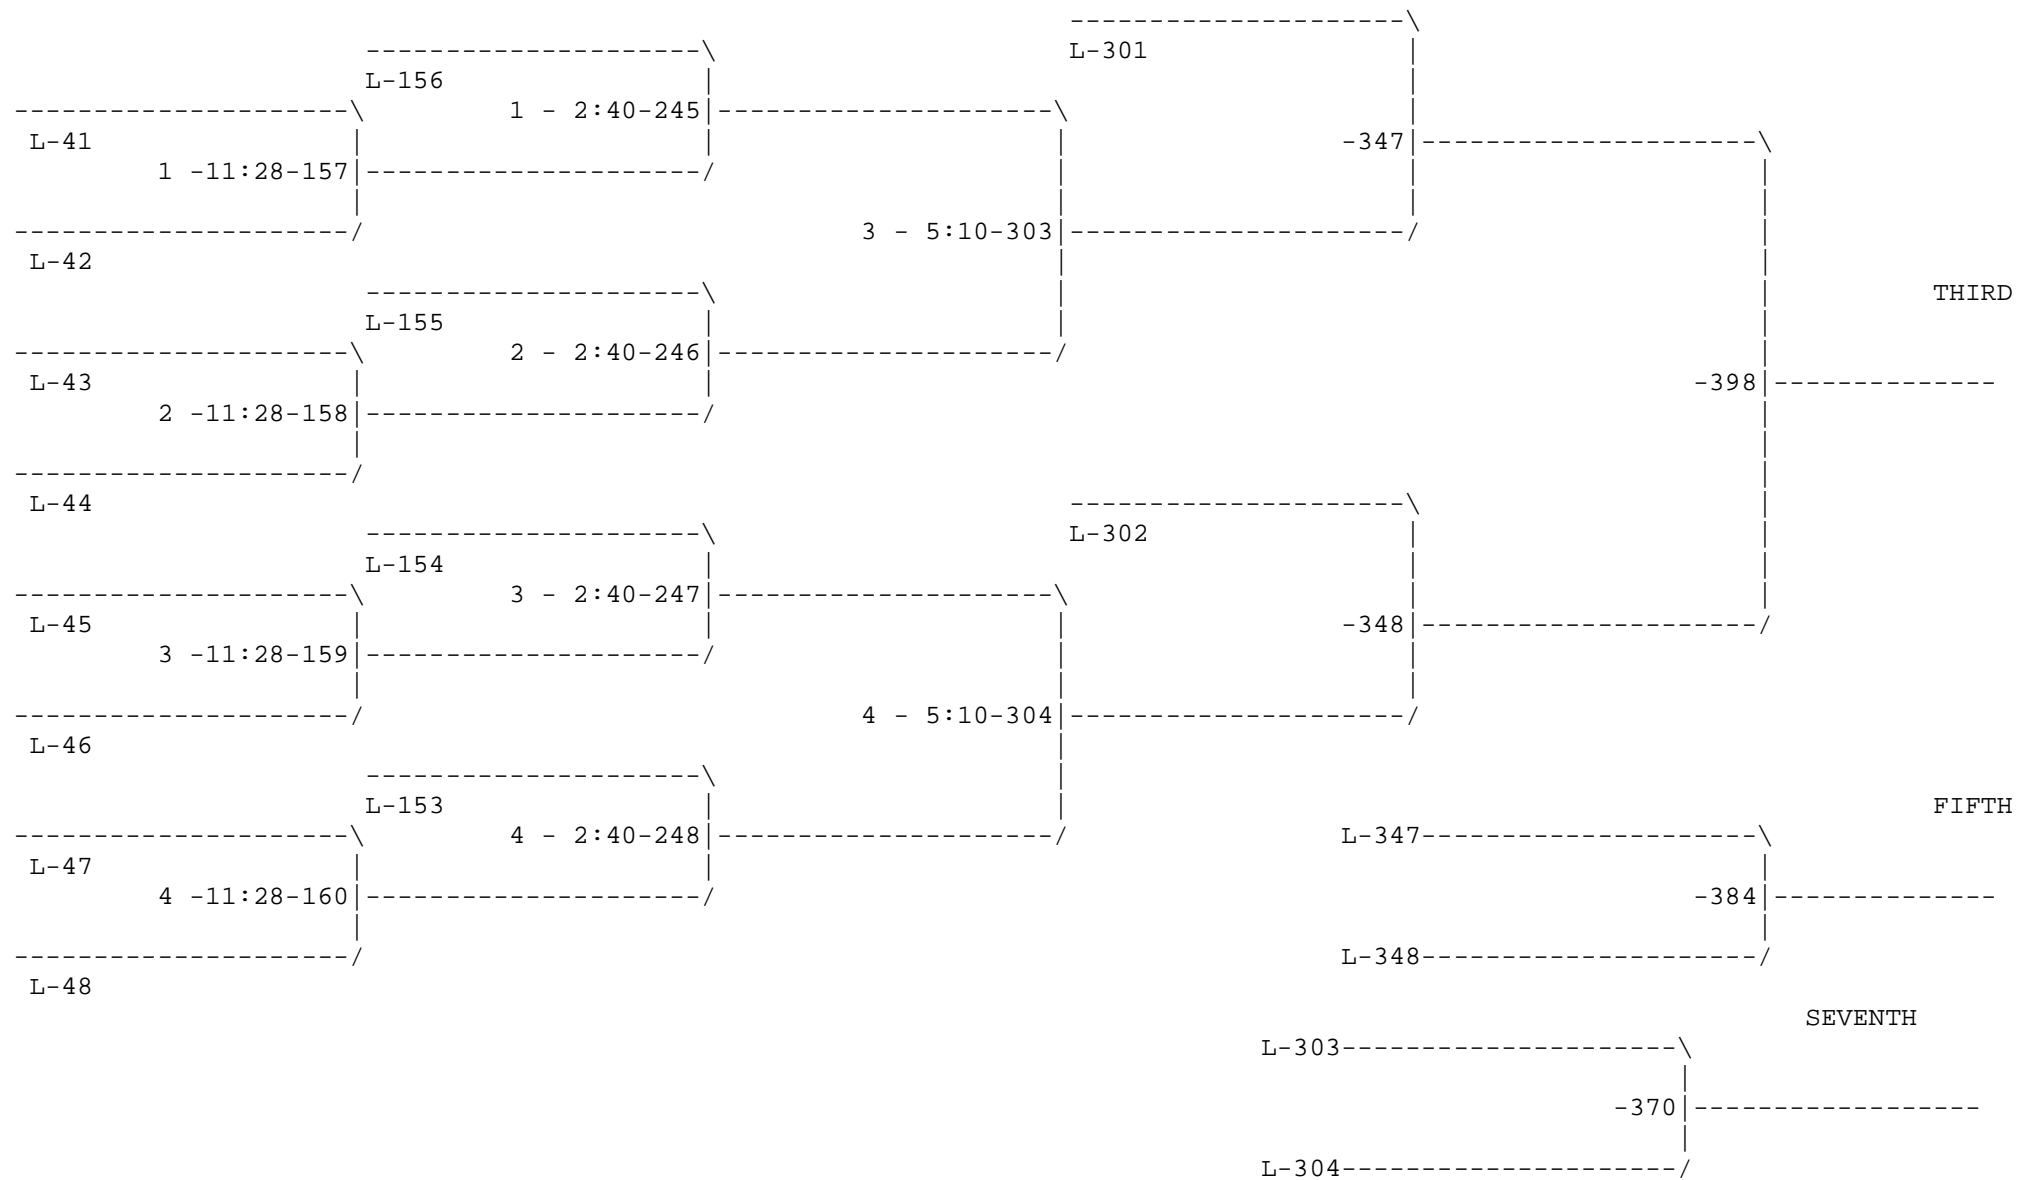 L-301
L-156
1 - 2:40-245
L-41
-347
1 -11:28-157
3 - 5:10-303
L-42
THIRD
L-155
2 - 2:40-246
L-43
-398
2 -11:28-158
L-44
L-302
L-154
3 - 2:40-247
L-45
-348
3 -11:28-159
4 - 5:10-304
L-46
L-153
FIFTH
4 - 2:40-248
L-347
L-47
4 -11:28-160
-384
L-348
L-48
SEVENTH
L-303
-370
L-304